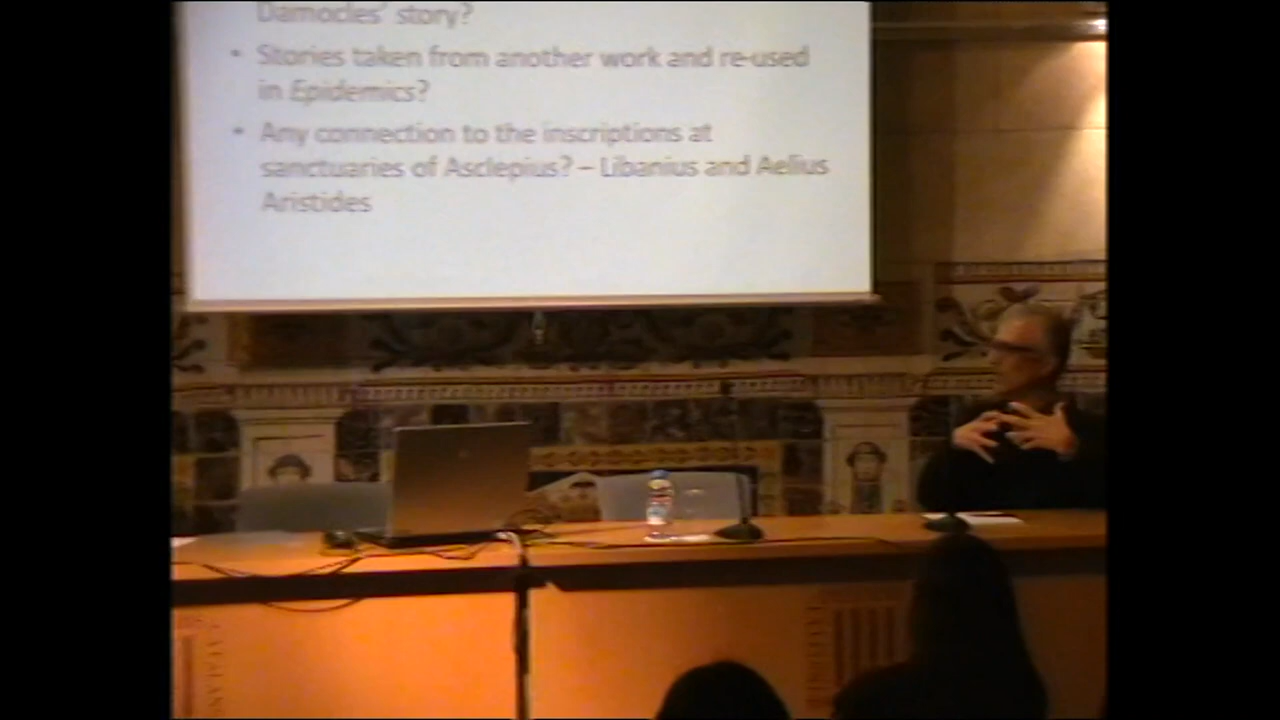 Damocles' story?
• Stories taken from another work and re-used
in Epidemics?
• Any connection to the inscriptions at
sanctuaries of Asclepius? – Libanius and Aelius
Aristides